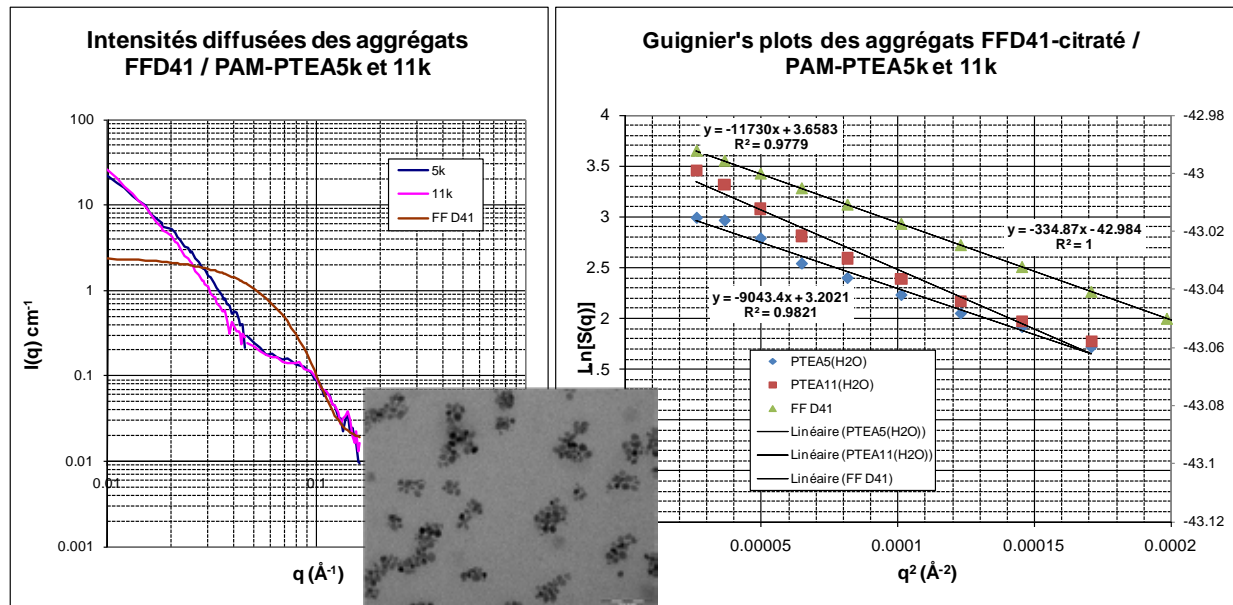 Intensités diffusées des aggrégats
FFD41 / PAM-PTEA5k et 11k
100
10
1
0.1
0.01
0.001
0.01
0.1
I(q) cm-1
q (Å-1)
5k
11k
FF D41
Guignier's plots des aggrégats FFD41-citraté /
PAM-PTEA5k et 11k
4
3.5
3
2.5
2
1.5
Ln[S(q)]
y = -11730x + 3.6583
R² = 0.9779
y = -334.87x - 42.984
R² = 1
y = -9043.4x + 3.2021
R² = 0.9821
PTEA5(H2O)
PTEA11(H2O)
FF D41
Linéaire (PTEA5(H2O))
Linéaire (PTEA11(H2O))
Linéaire (FF D41)
-42.98
-43
-43.02
-43.04
-43.06
-43.08
-43.1
-43.12
0.00005
0.0001
0.00015
0.0002
q² (Å-2)